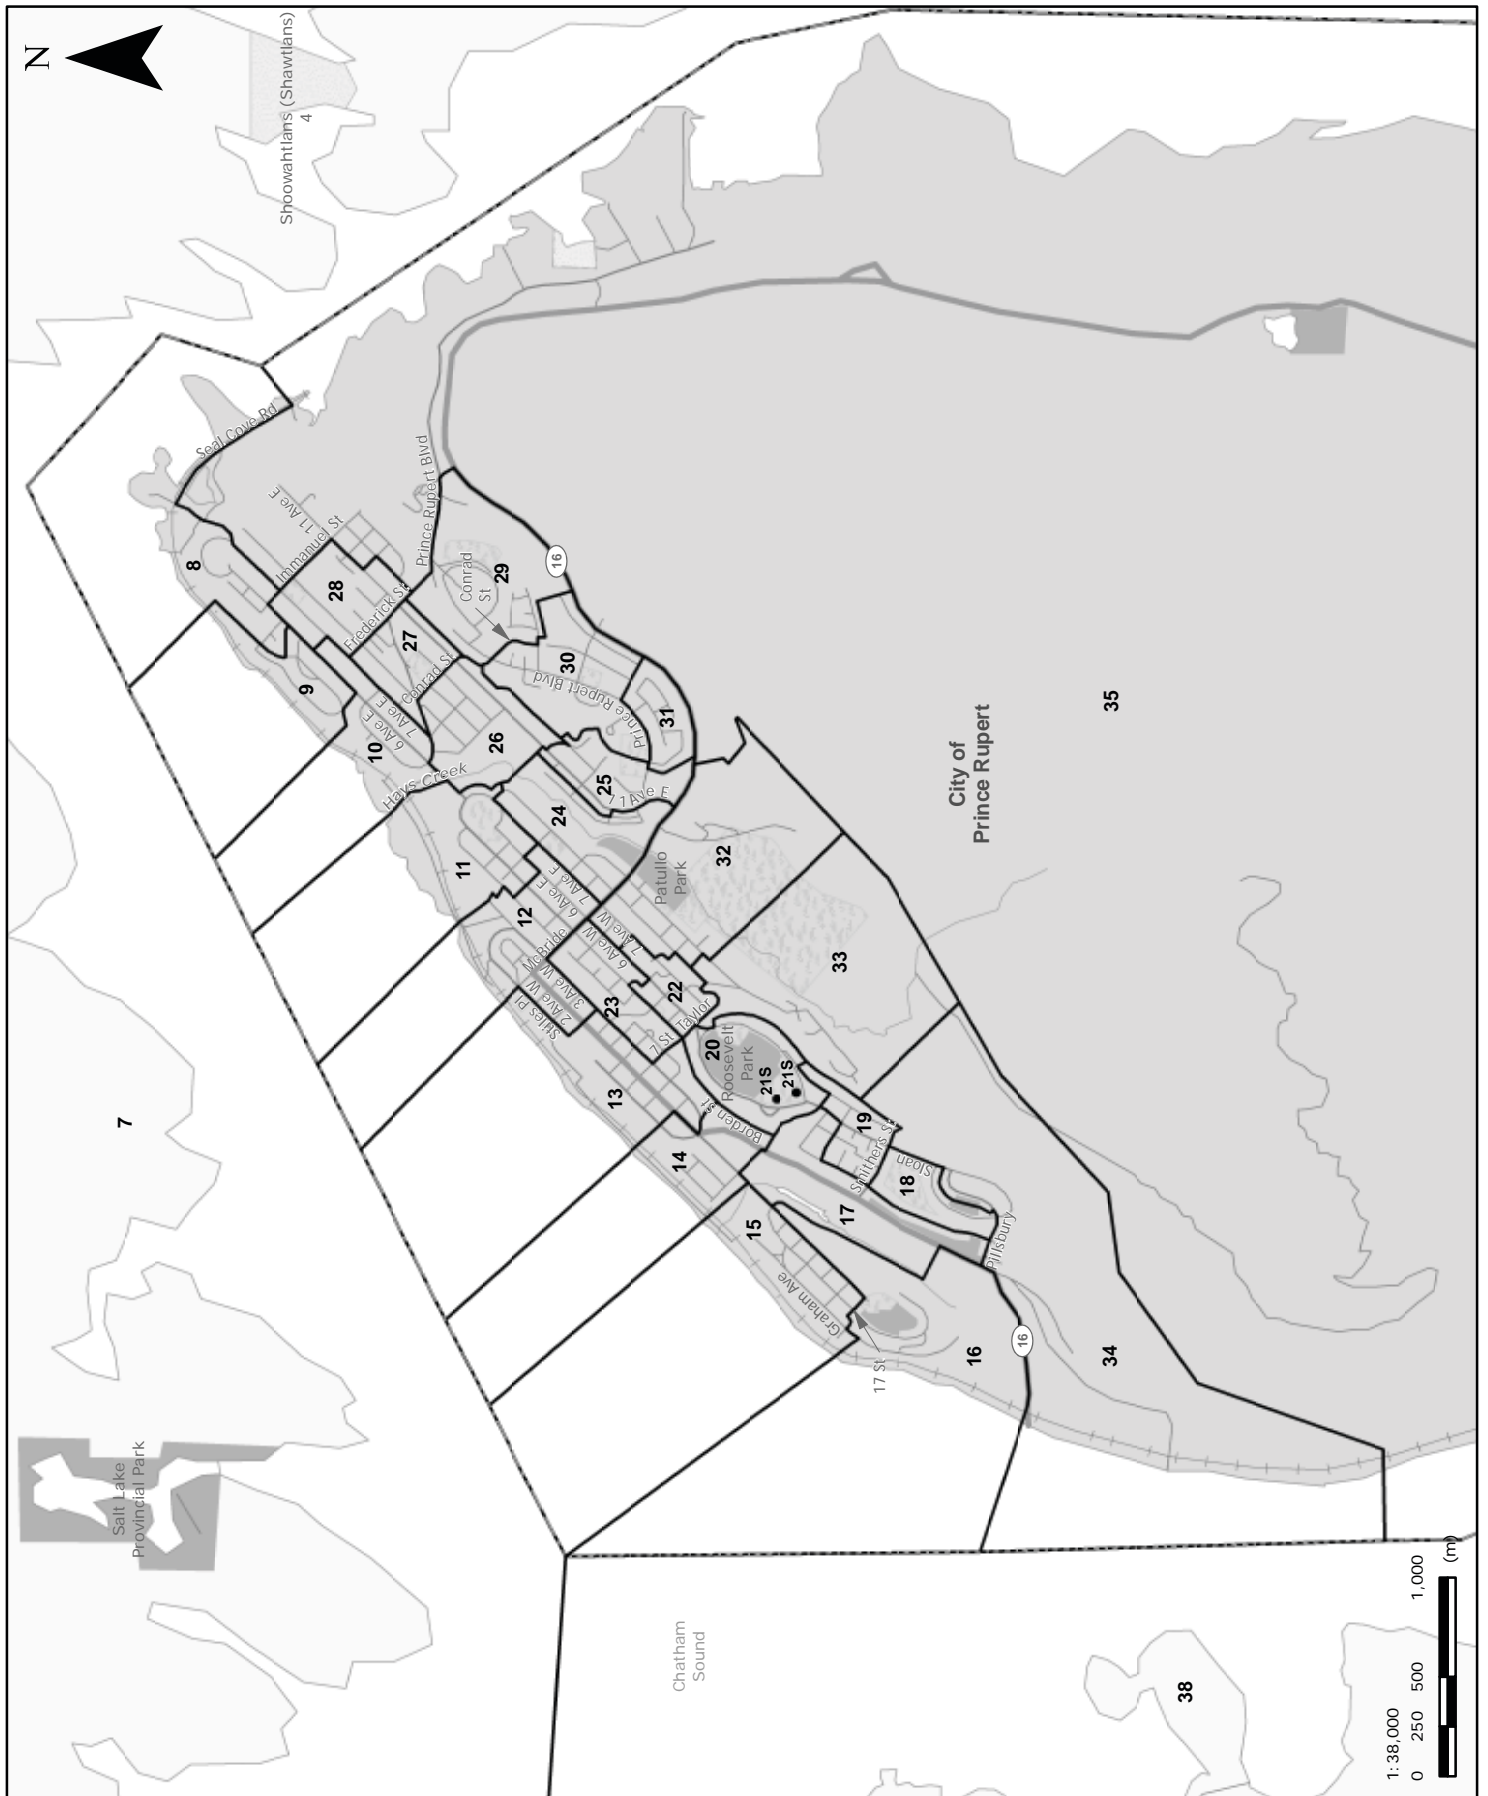 N
Shoowahtlans (Shawtlans)
4
Seal Cove Rd
11 Ave E
Immanuel St
Prince Rupert Blvd
8
28
Frederick St
27
Conrad
St
29
16
9
Conrad St
7 Ave E
6 Ave E
10
30
Prince Rupert Blvd
31
26
Hays Creek
25
11 Ave E
24
35
City of
Prince Rupert
11
12
6 Ave E
7 Ave E
Patullo
Park
32
McBride
6 Ave W
7 Ave W
33
3 Ave W
2 Ave W
Stiles Pl
23
22
7 St
Taylor
20
Roosevelt
Park
21S
21S
7
13
Borden St
19
14
Smithers St
Sloan
18
15
17
Pillsbury
Graham Ave
17 St
16
16
34
Salt Lake
Provincial Park
Chatham
Sound
38
1:38,000
0 250 500 1,000
(m)